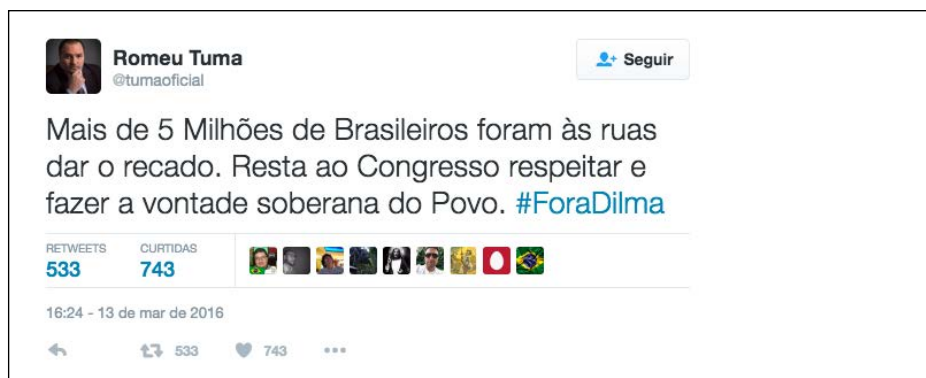 Romeu Tuma
@tumaoficial
Seguir
Mais de 5 Milhões de Brasileiros foram às ruas
dar o recado. Resta ao Congresso respeitar e
fazer a vontade soberana do Povo. #ForaDilma
RETWEETS CURTIDAS
533 743
16:24 - 13 de mar de 2016
533 743